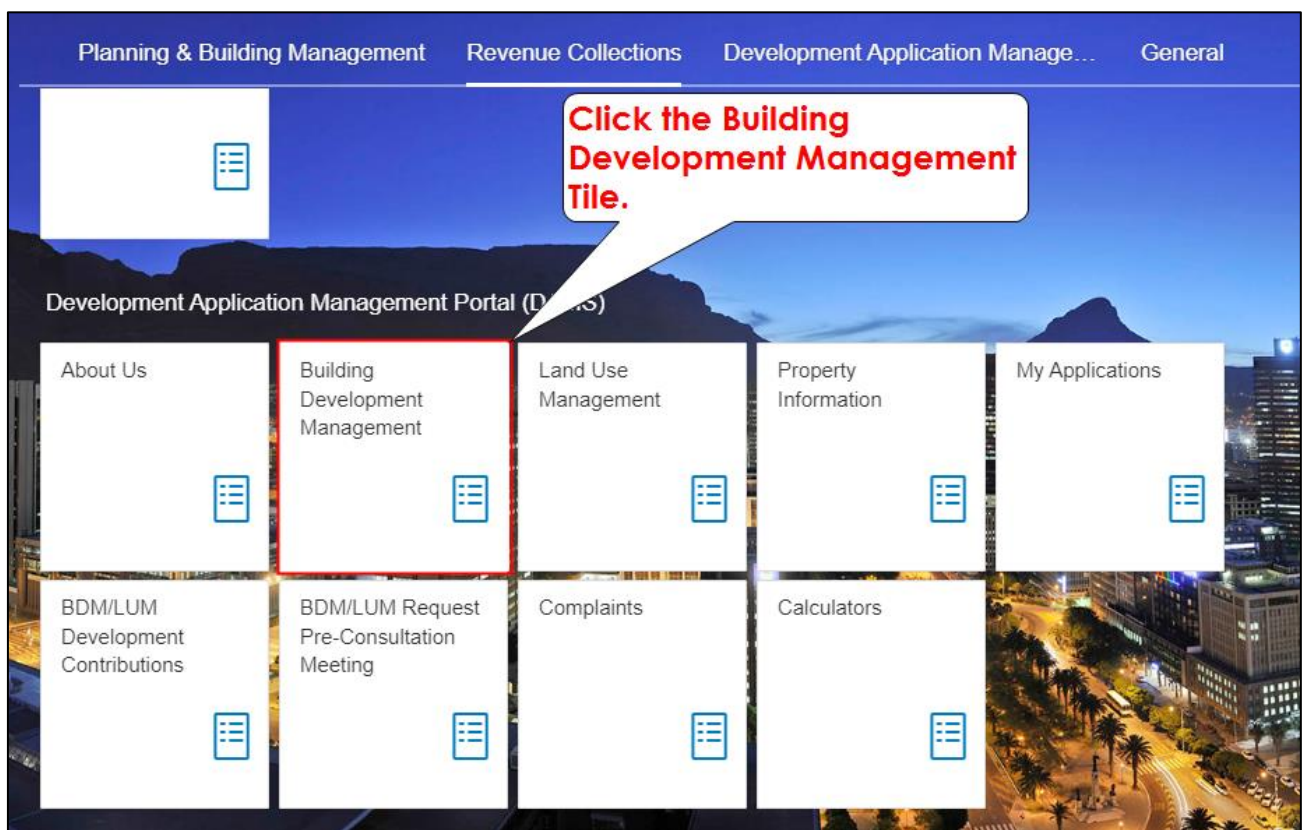 Planning & Building Management Revenue Collections Development Application Manage... General
Click the Building
Development Management
Tile.
Development Application Management Portal
About Us
Building
Development
Management
Land Use
Management
Property
Information
My Applications
BDM/LUM
Development
Contributions
BDM/LUM Request
Pre-Consultation
Meeting
Complaints
Calculators